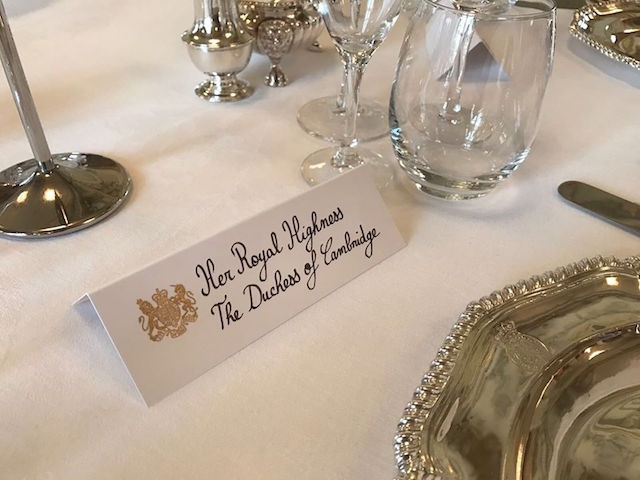 Her Royal Highness
The Duchess of Cambridge